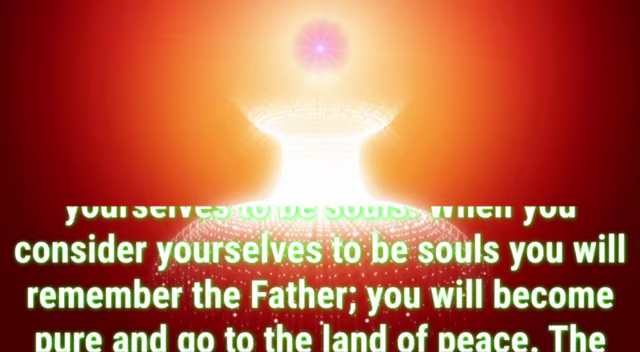 yourselves to be souls. When you
consider yourselves to be souls you will
remember the Father; you will become
pure and go to the land of peace. The